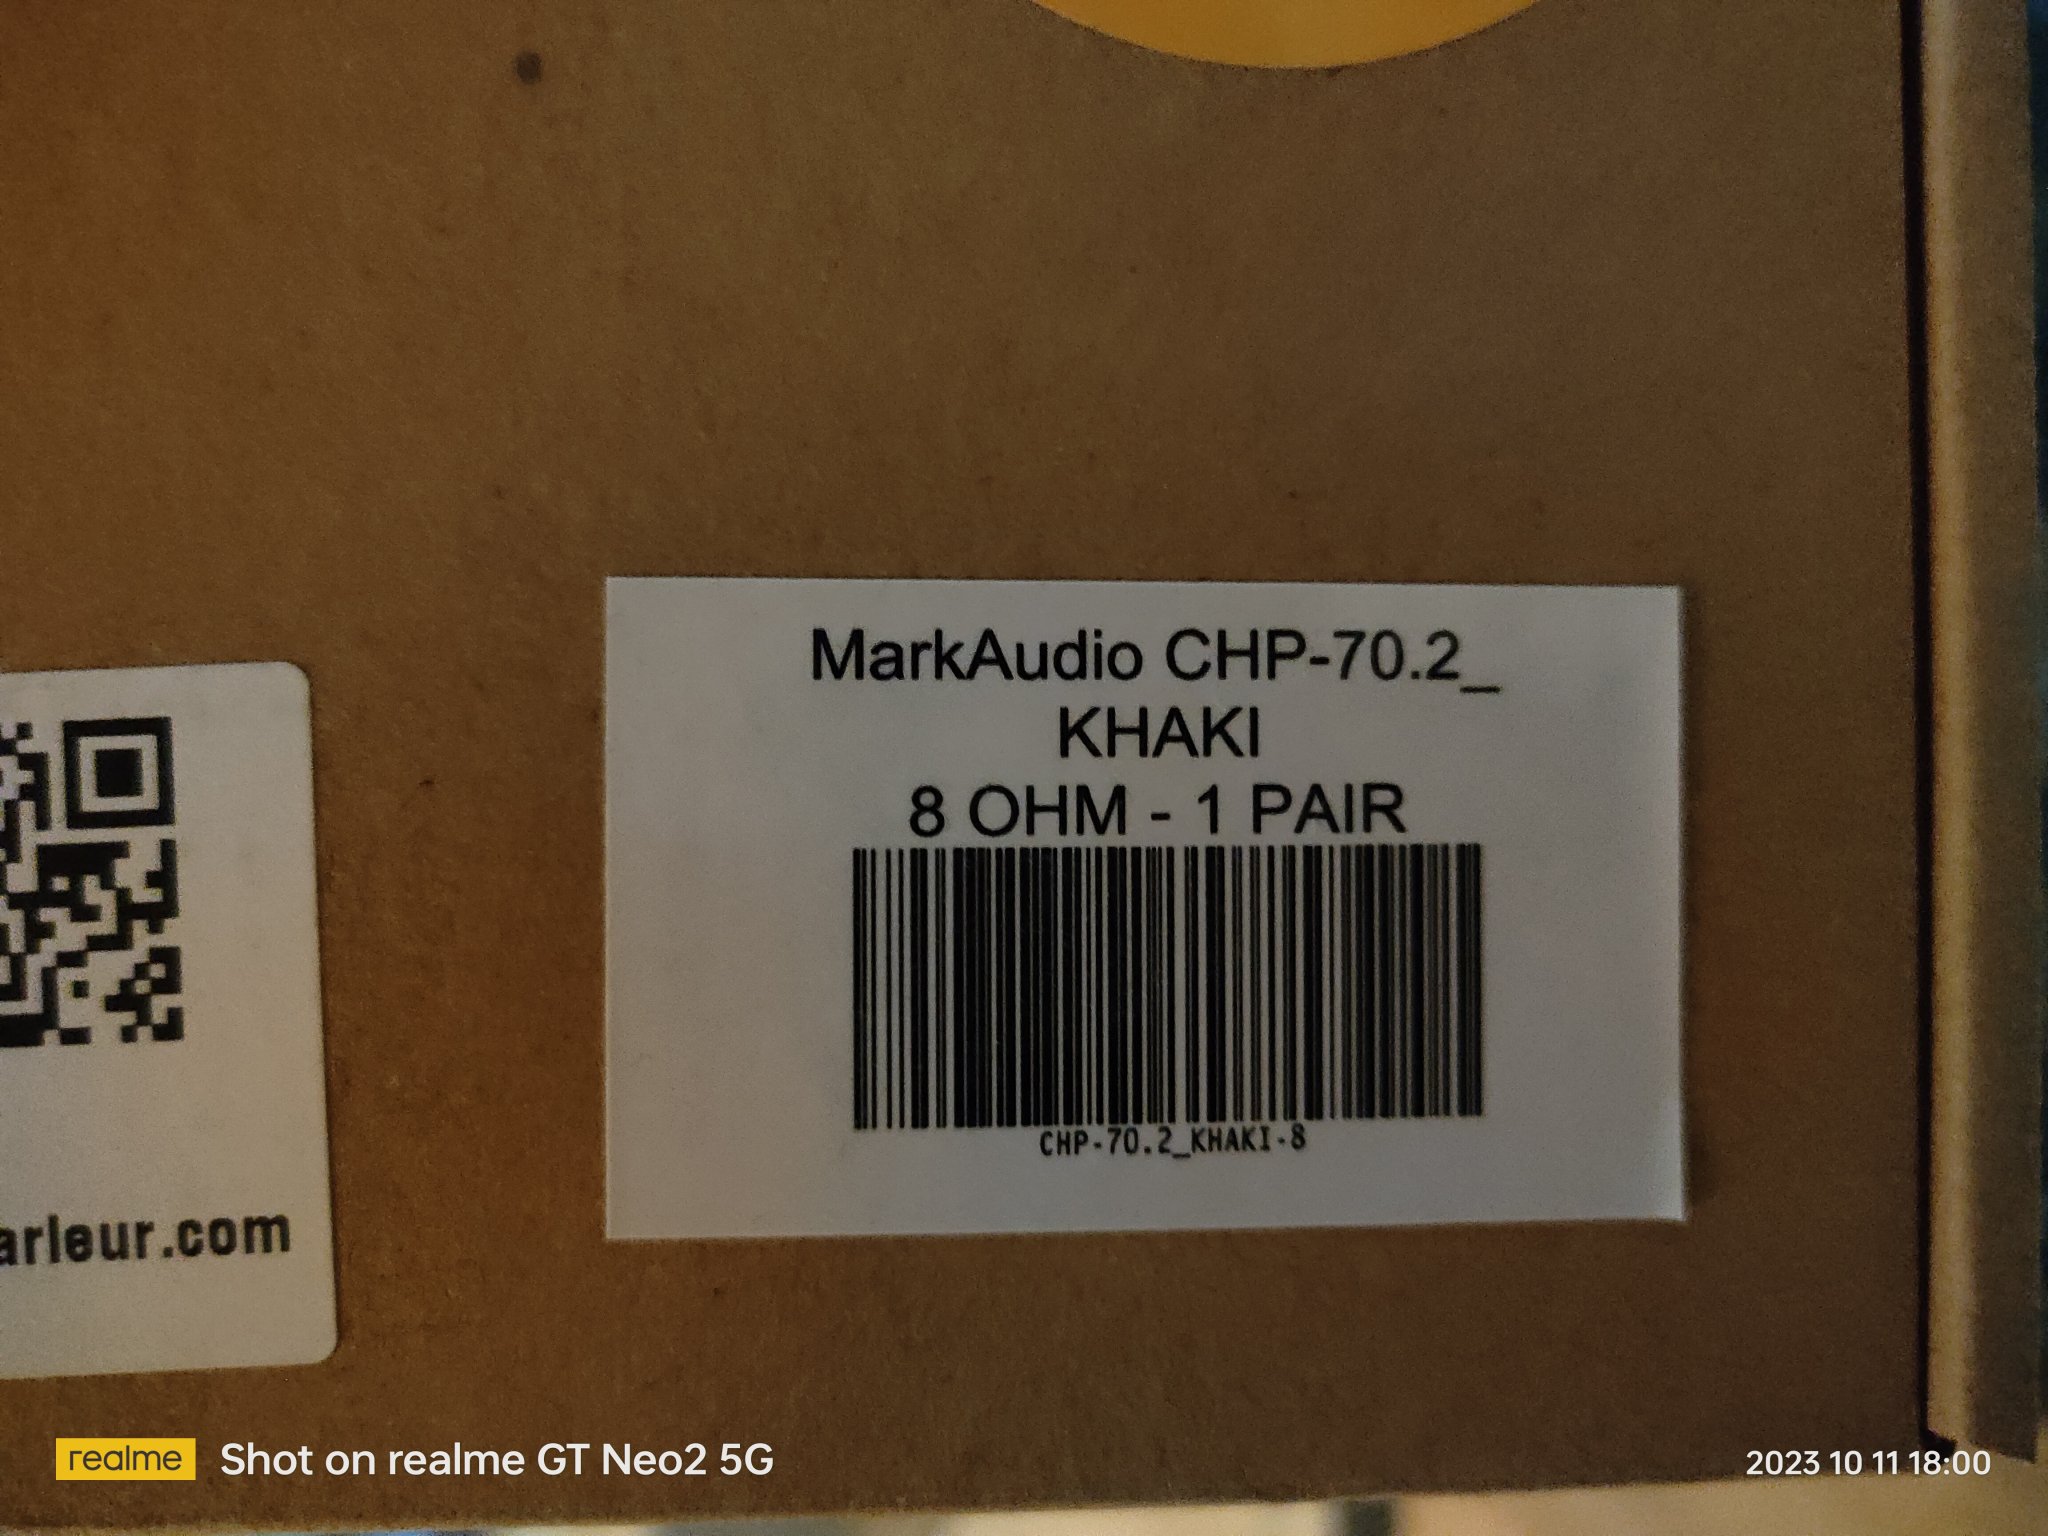 MarkAudio CHP-70.2_
KHAKI
8 OHM - 1 PAIR
CHP-70.2_KHAKI-8
arleur.com
realme Shot on realme GT Neo2 5G
2023 10 11 18:00